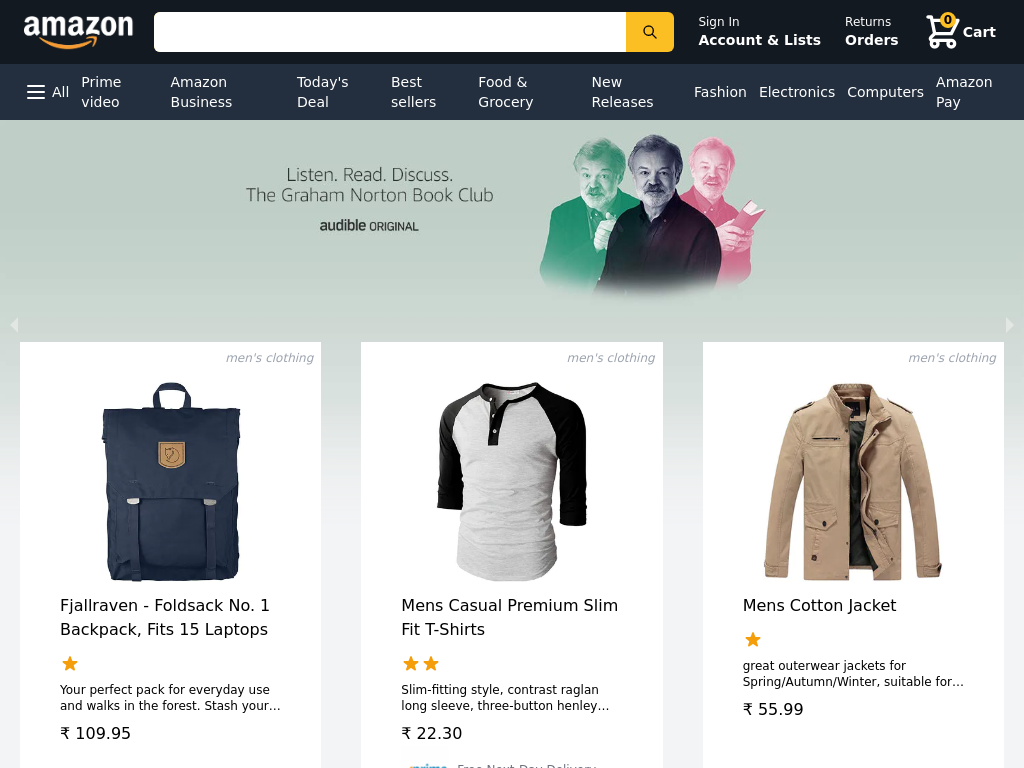 amazon
Sign In
Account & Lists
Returns
Orders
0
Cart
All
Prime
video
Amazon
Business
Today's
Deal
Best
sellers
Food &
Grocery
New
Releases
Fashion
Electronics
Computers
Amazon
Pay
Listen. Read. Discuss.
The Graham Norton Book Club
audible ORIGINAL
men's clothing
Fjallraven - Foldsack No. 1
Backpack, Fits 15 Laptops
Your perfect pack for everyday use
and walks in the forest. Stash your…
₹ 109.95
men's clothing
Mens Casual Premium Slim
Fit T-Shirts
Slim-fitting style, contrast raglan
long sleeve, three-button henley…
₹ 22.30
prime Free Next-Day Delivery
men's clothing
Mens Cotton Jacket
great outerwear jackets for
Spring/Autumn/Winter, suitable for…
₹ 55.99